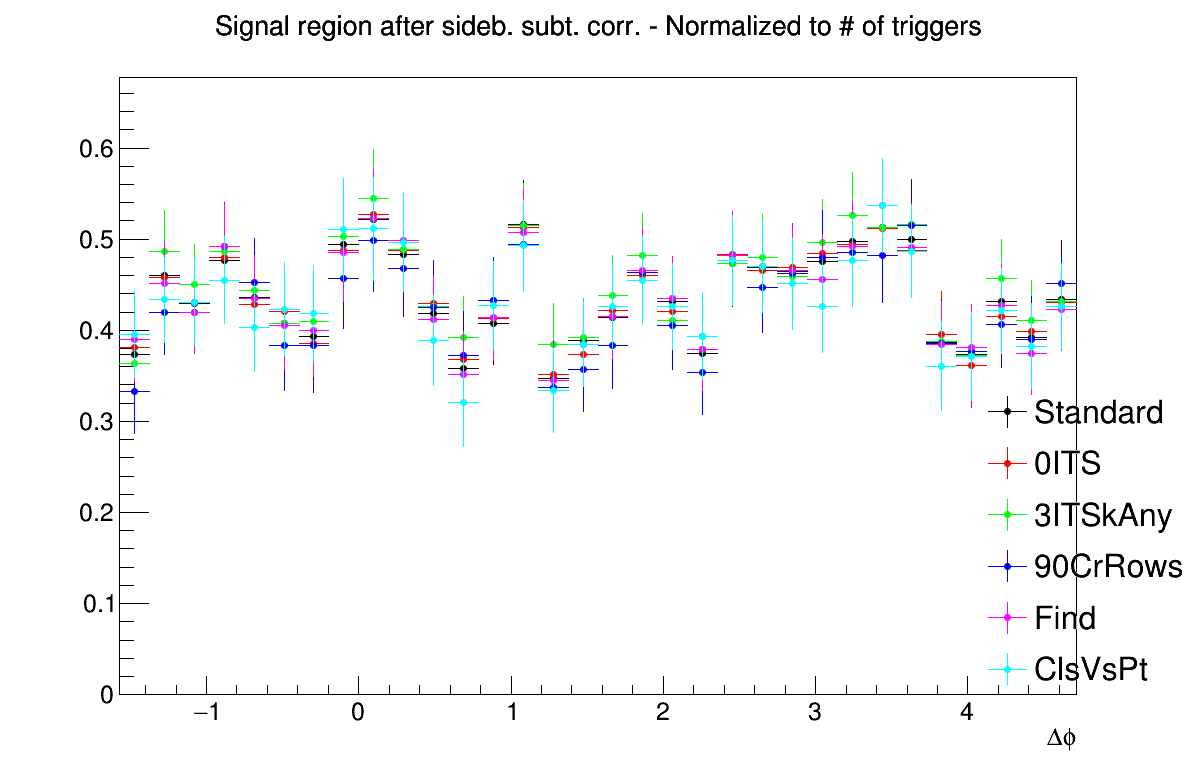 Signal region after sideb. subt. corr. - Normalized to # of triggers
0.6
0.5
0.4
0.3
0.2
0.1
0
−1
0
1
2
3
4
Δϕ
Standard
0ITS
3ITSkAny
90CrRows
Find
ClsVsPt